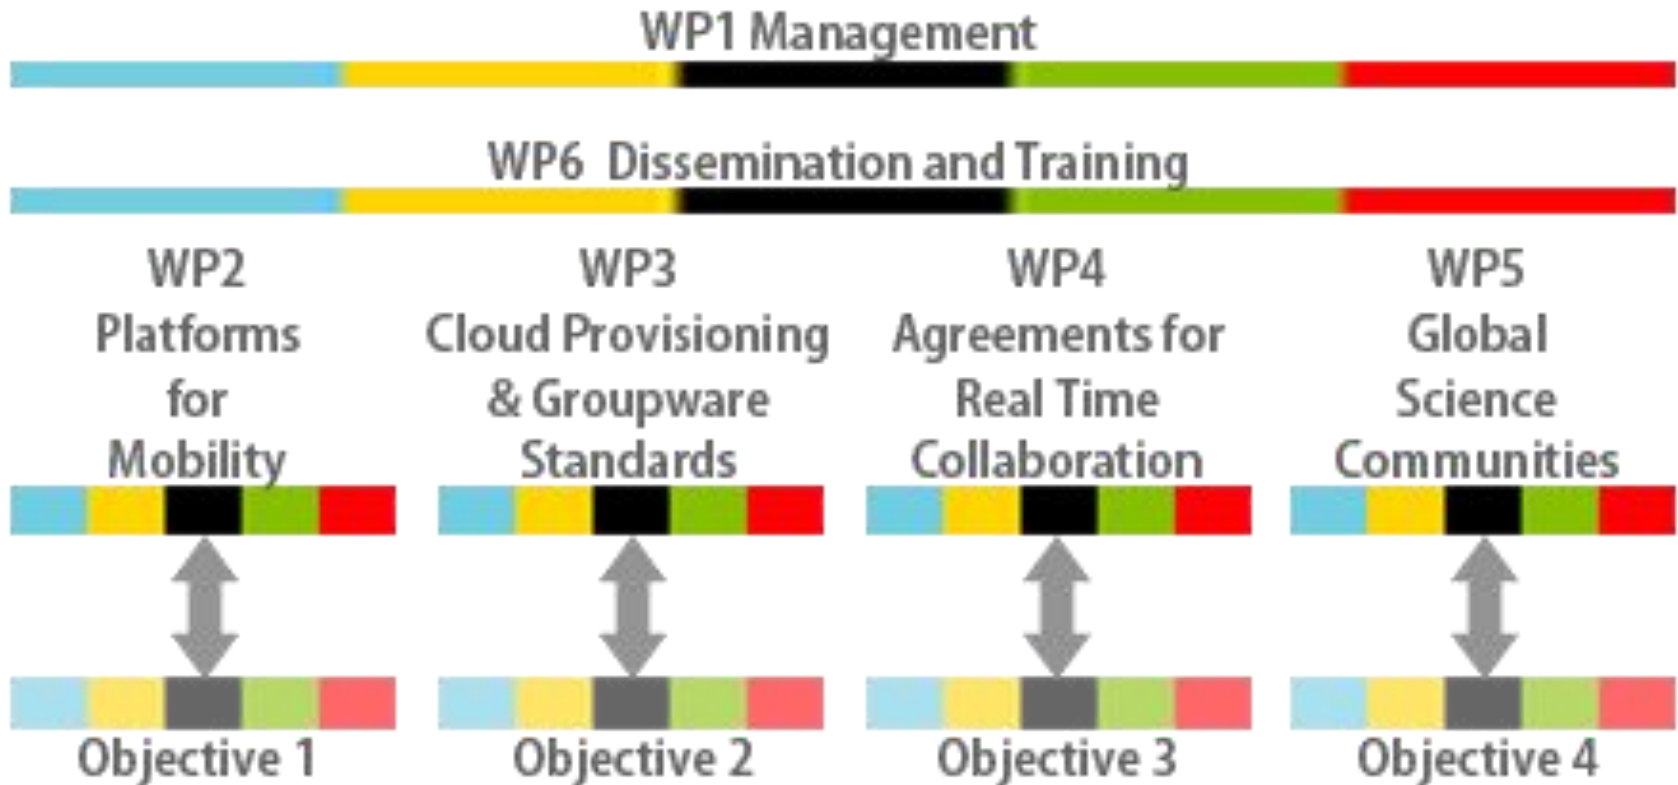 WP1 Management
WP6 Dissemination and Training
WP2
Platforms
for
Mobility
WP3
Cloud Provisioning
& Groupware
Standards
WP4
Agreements for
Real Time
Collaboration
WP5
Global
Science
Communities
Objective 1
Objective 2
Objective 3
Objective 4